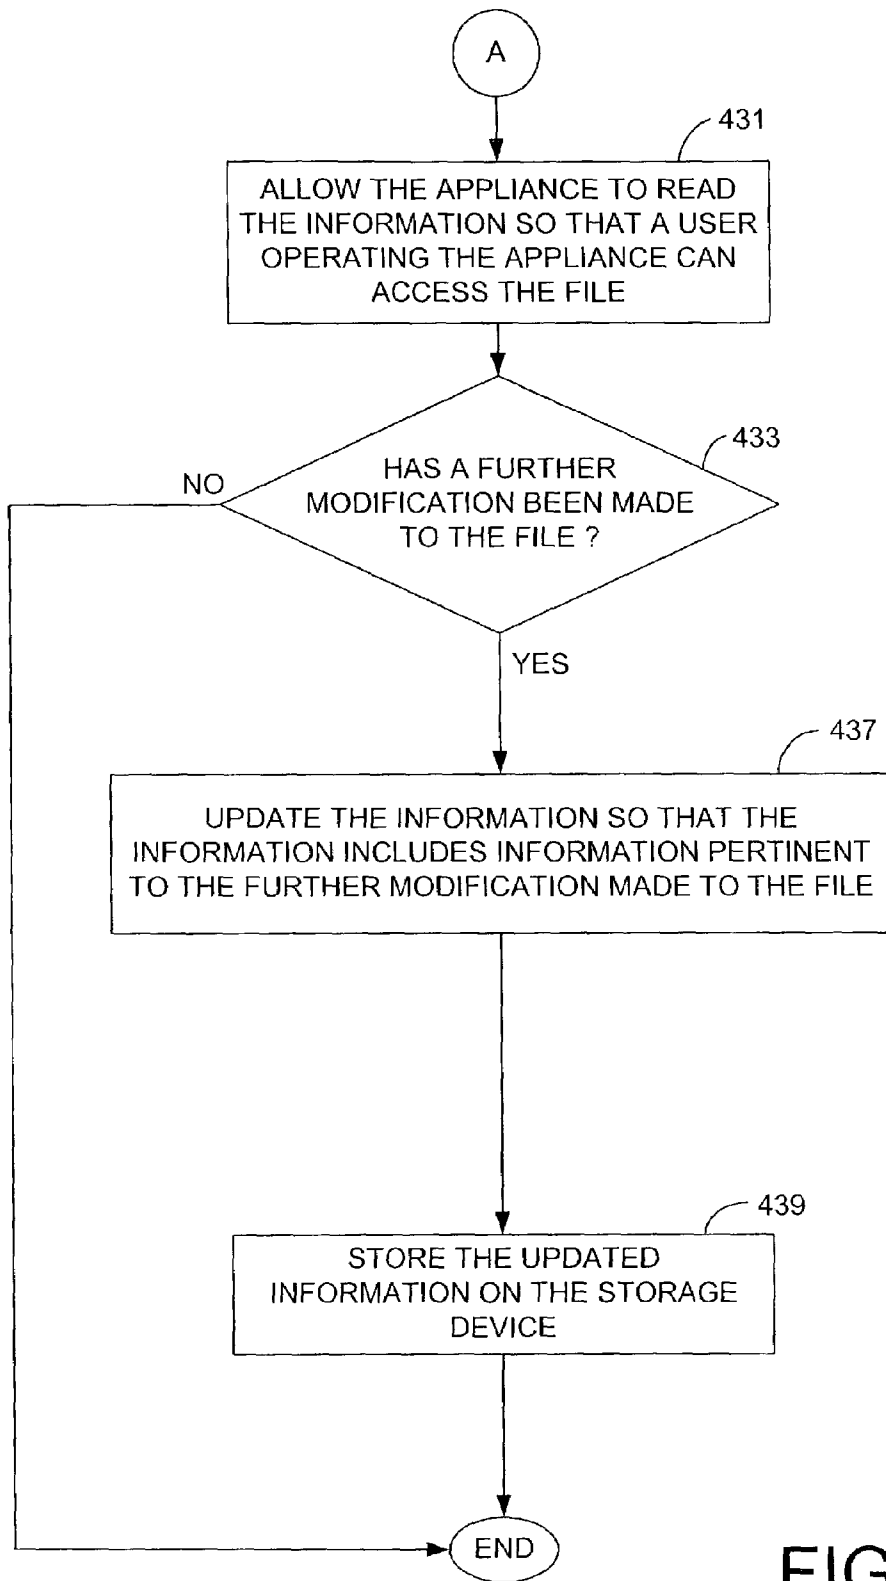 A
431
ALLOW THE APPLIANCE TO READ
THE INFORMATION SO THAT A USER
OPERATING THE APPLIANCE CAN
ACCESS THE FILE
433
HAS A FURTHER
MODIFICATION BEEN MADE
TO THE FILE ?
NO
YES
437
UPDATE THE INFORMATION SO THAT THE
INFORMATION INCLUDES INFORMATION PERTINENT
TO THE FURTHER MODIFICATION MADE TO THE FILE
439
STORE THE UPDATED
INFORMATION ON THE STORAGE
DEVICE
END
FIG